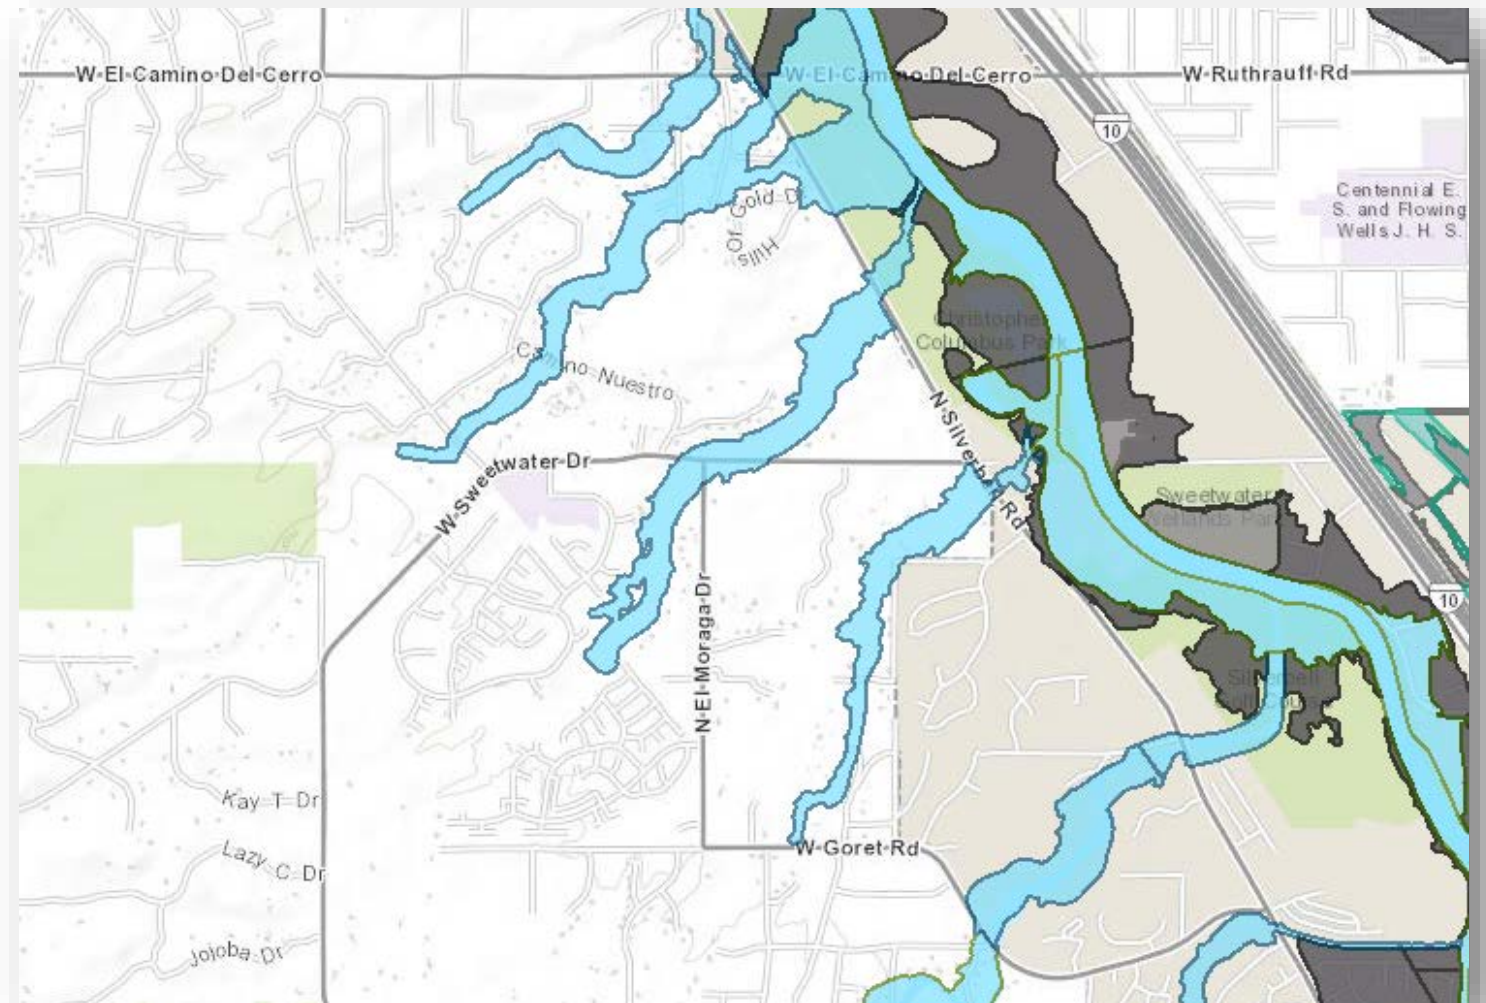 W El Camino Del Cerro
W El Camino Del Cerro
W Ruthrauff Rd
10
Centennial E.
S. and Flowing
Wells J. H. S.
Hills
Of Gold D
Christopher
Columbus Park
Camino Nuestro
N Silverbell Rd
W Sweetwater Dr
Sweetwater
Wetlands Park
10
N El Moraga Dr
Silverbell
Kay T Dr
W Goret Rd
Lazy C Dr
Jojoba Dr